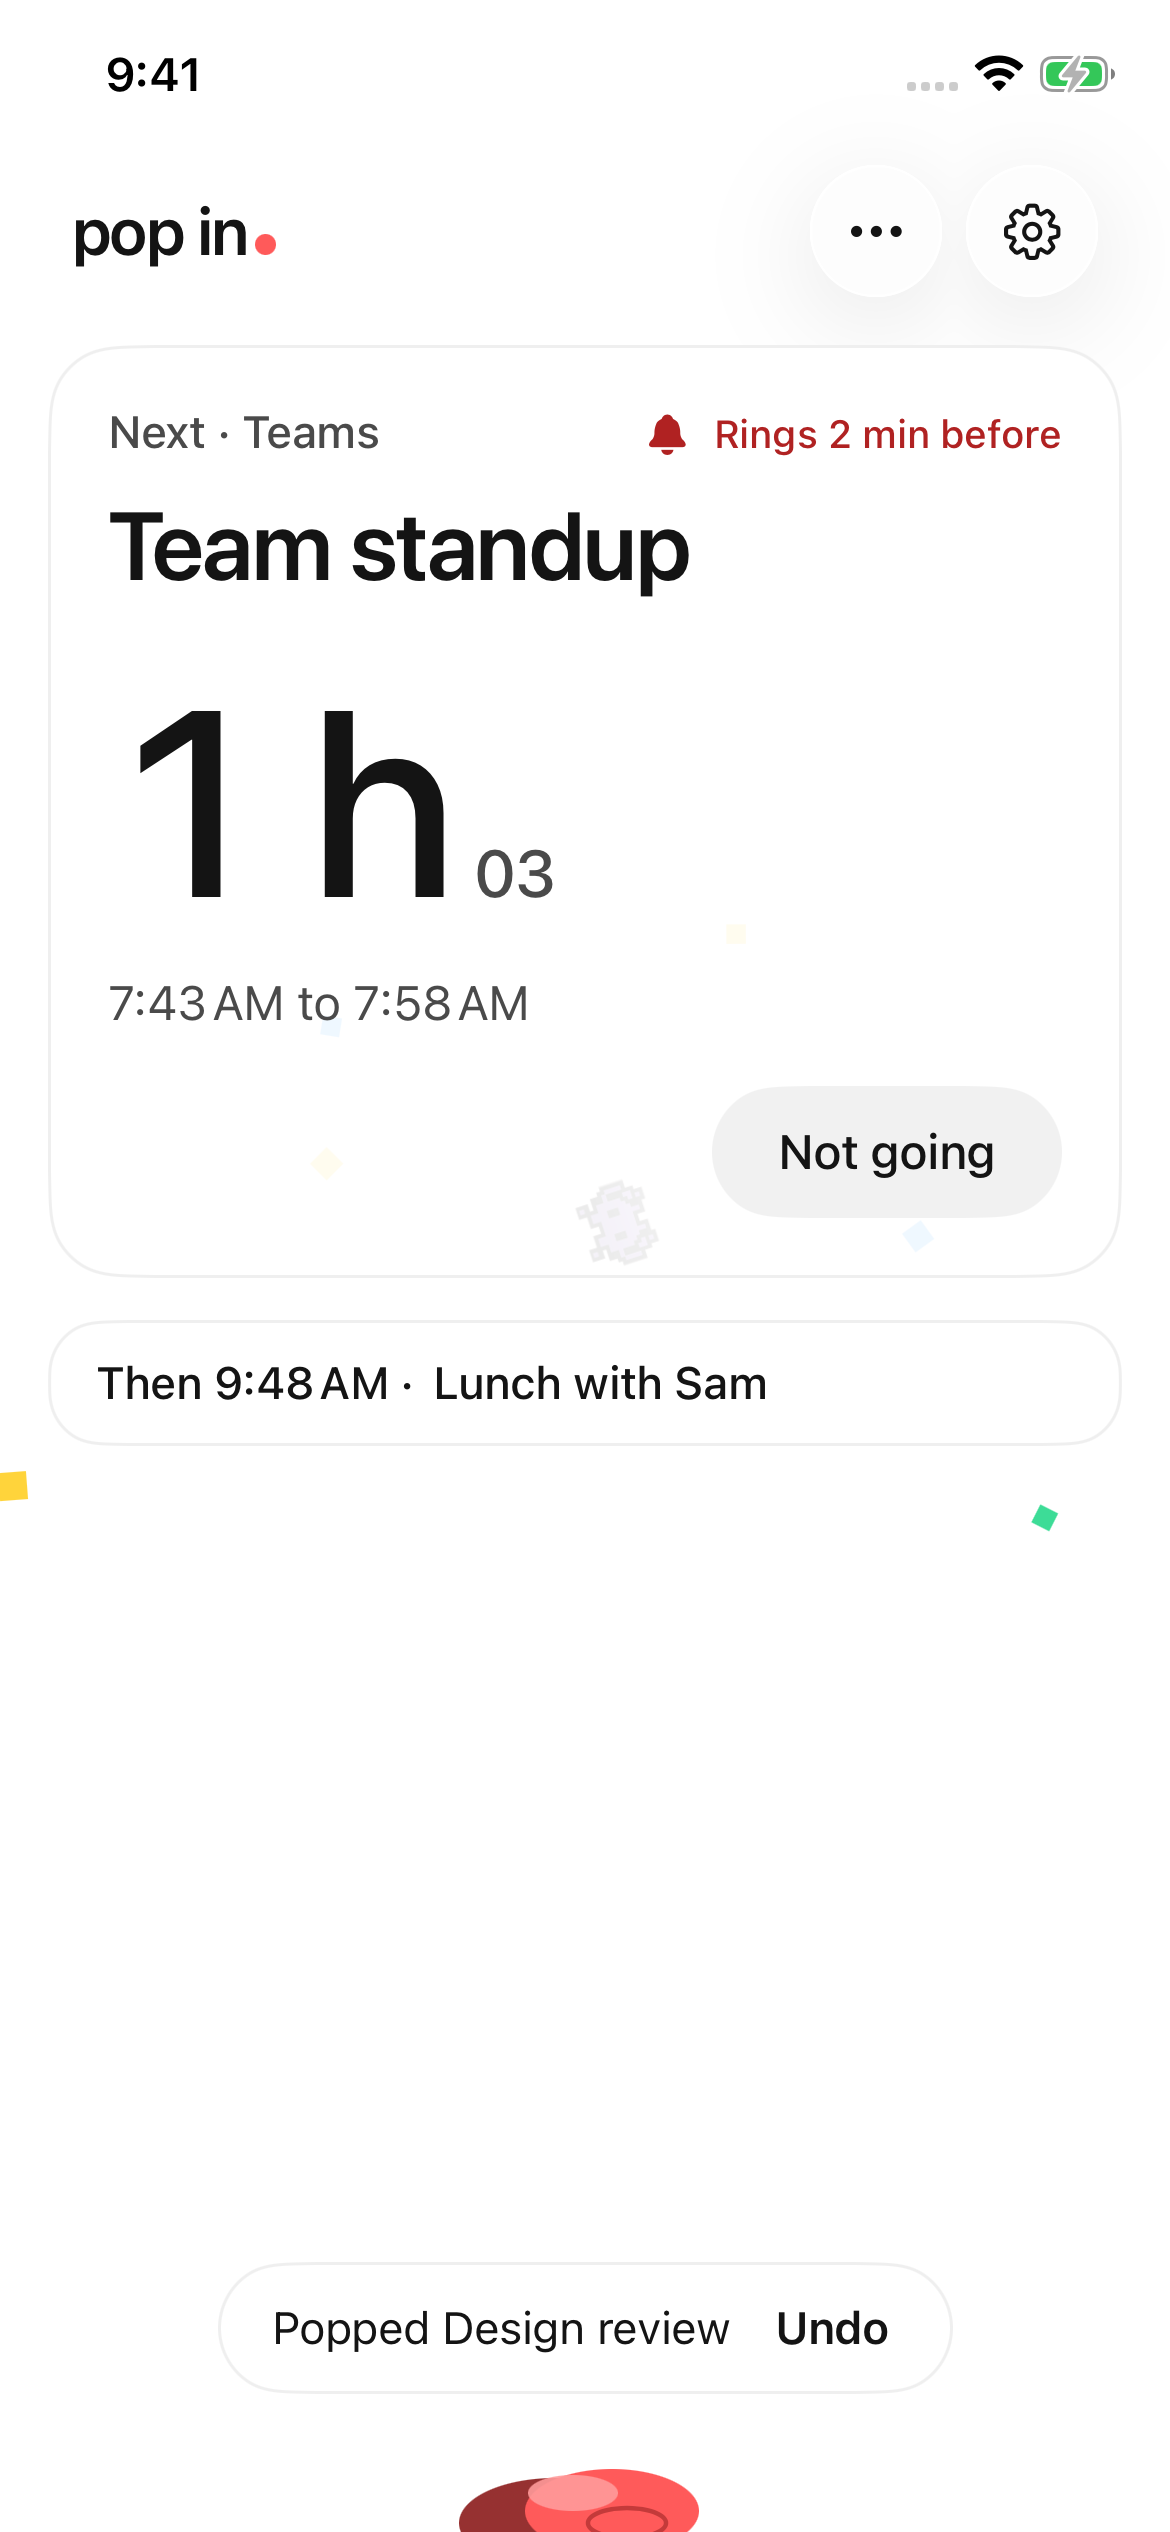 9:41
pop in.
Next · Teams
Rings 2 min before
Team standup
1 h 03
7:43 AM to 7:58 AM
Not going
Then 9:48 AM · Lunch with Sam
Popped Design review Undo